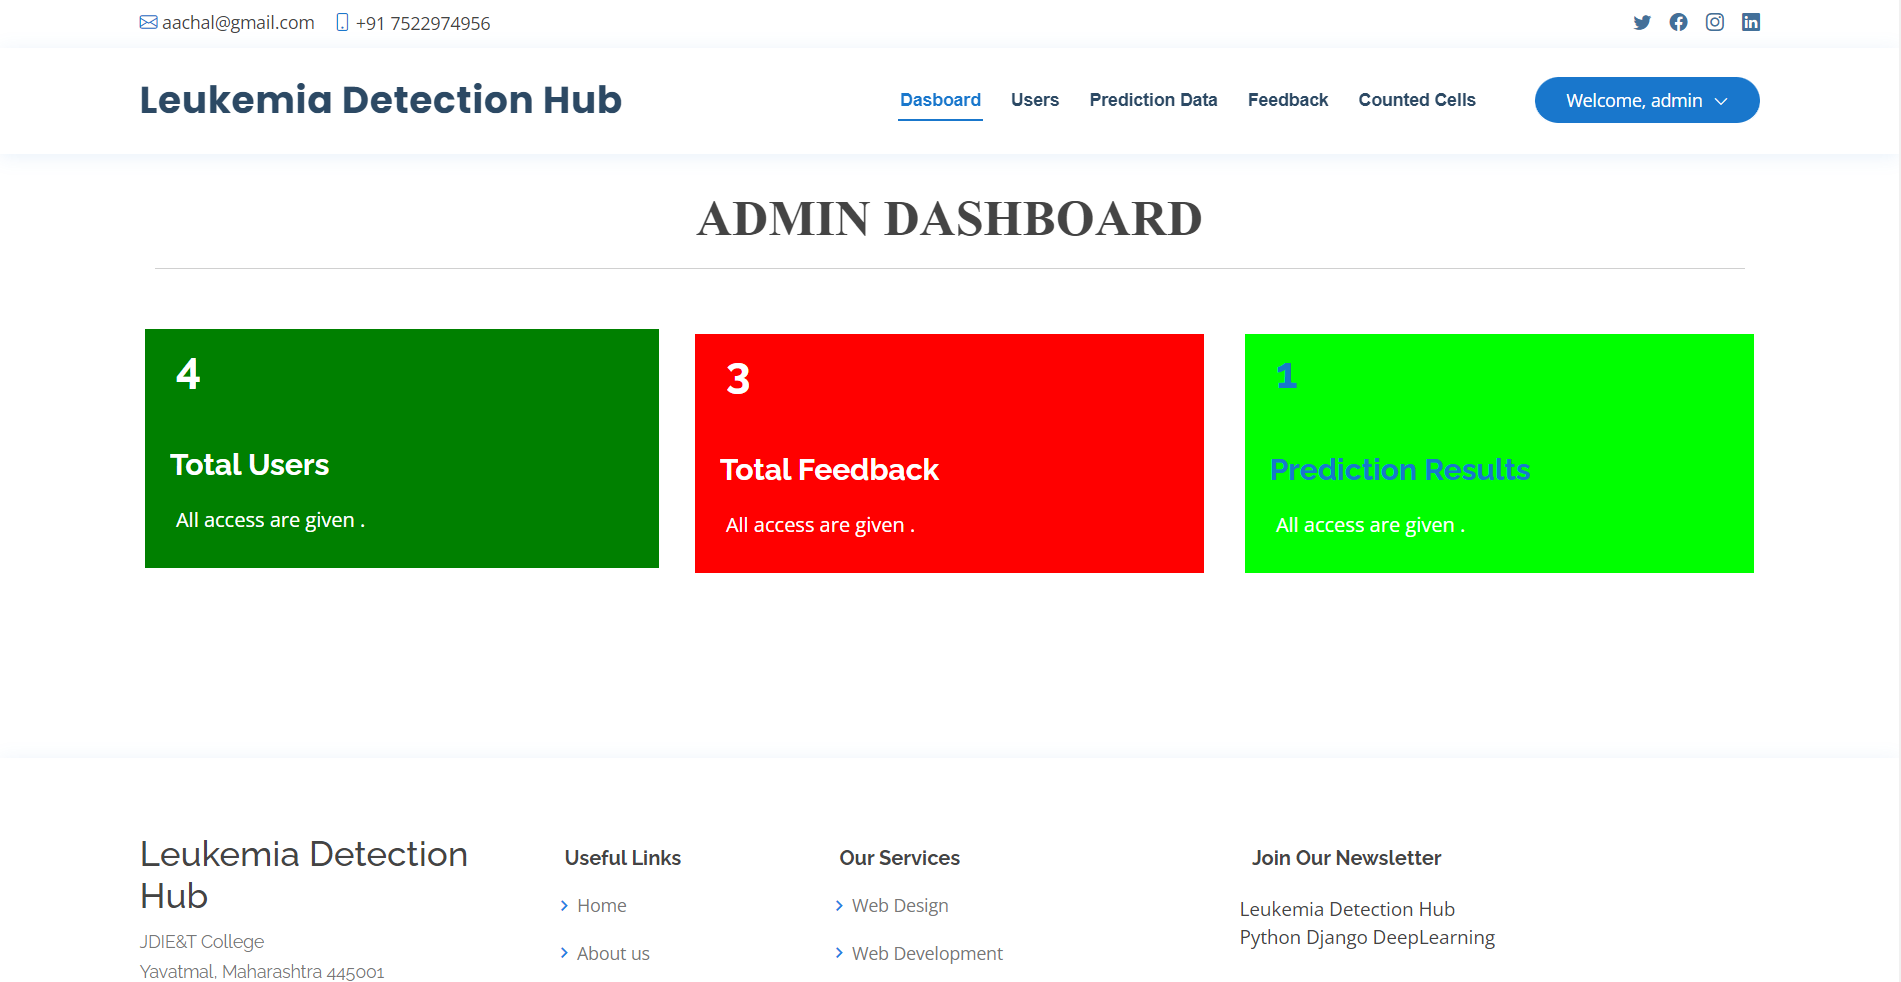 aachal@gmail.com +91 7522974956
Leukemia Detection Hub Dasboard Users Prediction Data Feedback Counted Cells Welcome, admin
ADMIN DASHBOARD
4
Total Users
All access are given .
3
Total Feedback
All access are given .
1
Prediction Results
All access are given .
Leukemia Detection
Hub
JDIE&T College
Yavatmal, Maharashtra 445001
Useful Links
Home
About us
Our Services
Web Design
Web Development
Join Our Newsletter
Leukemia Detection Hub
Python Django DeepLearning